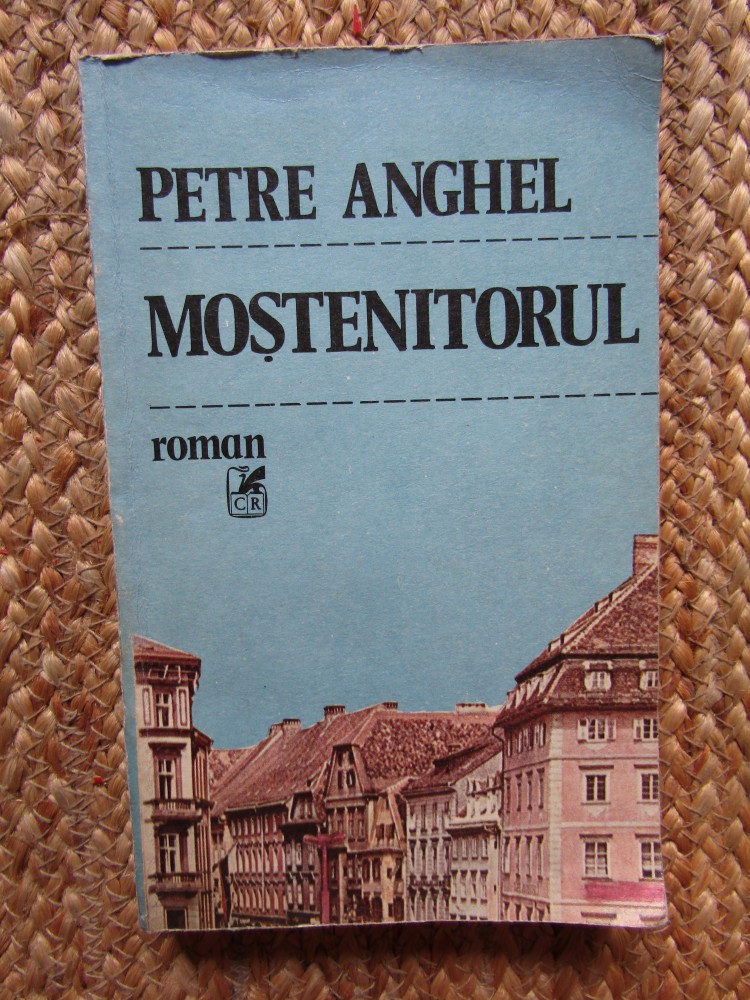 PETRE ANGHEL
MOȘTENITORUL
roman
CR